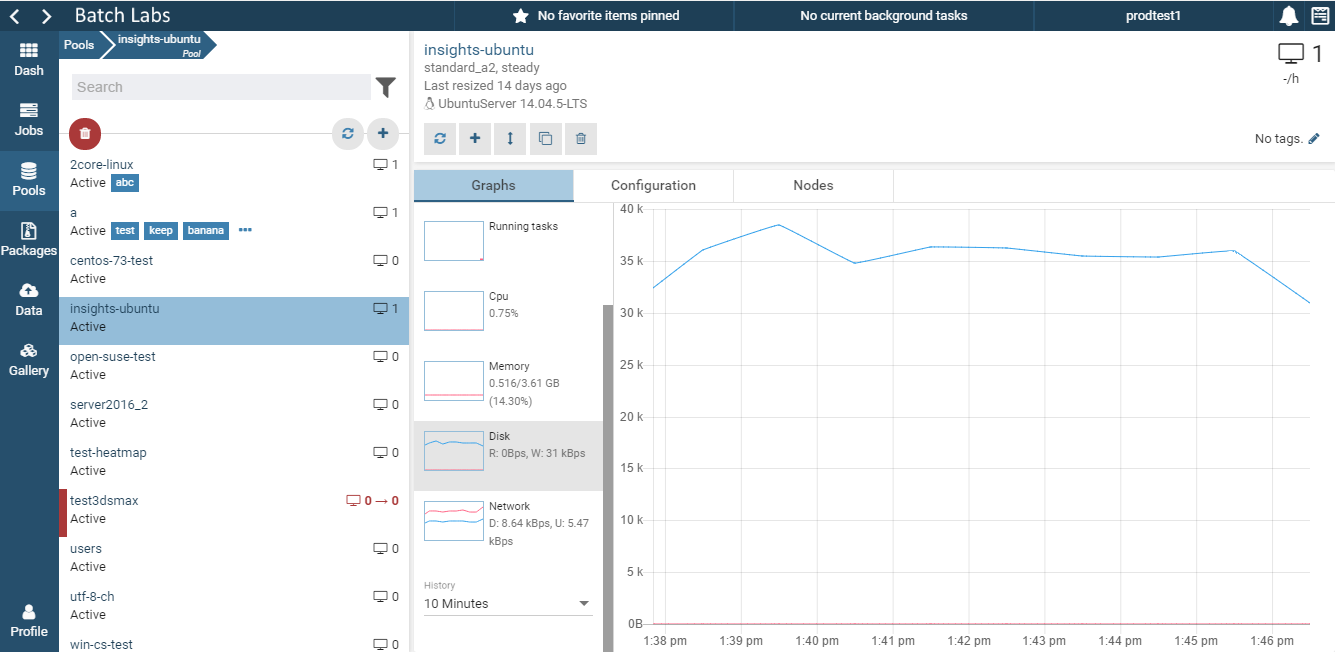 Batch Labs
No favorite items pinned
No current background tasks
prodtest1
Dash
Jobs
Pools
Packages
Data
Gallery
Profile
Pools
insights-ubuntu
Pool
Search
2core-linux 1
Active abc
a 1
Active test keep banana
centos-73-test 0
Active
insights-ubuntu 1
Active
open-suse-test 0
Active
server2016_2 0
Active
test-heatmap 0
Active
test3dsmax 0 → 0
Active
users 0
Active
utf-8-ch 0
Active
win-cs-test 0
insights-ubuntu
standard_a2, steady
Last resized 14 days ago
UbuntuServer 14.04.5-LTS
1
-/h
No tags.
Graphs Configuration Nodes
Running tasks
Cpu
0.75%
Memory
0.516/3.61 GB
(14.30%)
Disk
R: 0Bps, W: 31 kBps
Network
D: 8.64 kBps, U: 5.47
kBps
History
10 Minutes
40 k
35 k
30 k
25 k
20 k
15 k
10 k
5 k
0B
1:38 pm 1:39 pm 1:40 pm 1:41 pm 1:42 pm 1:43 pm 1:44 pm 1:45 pm 1:46 pm